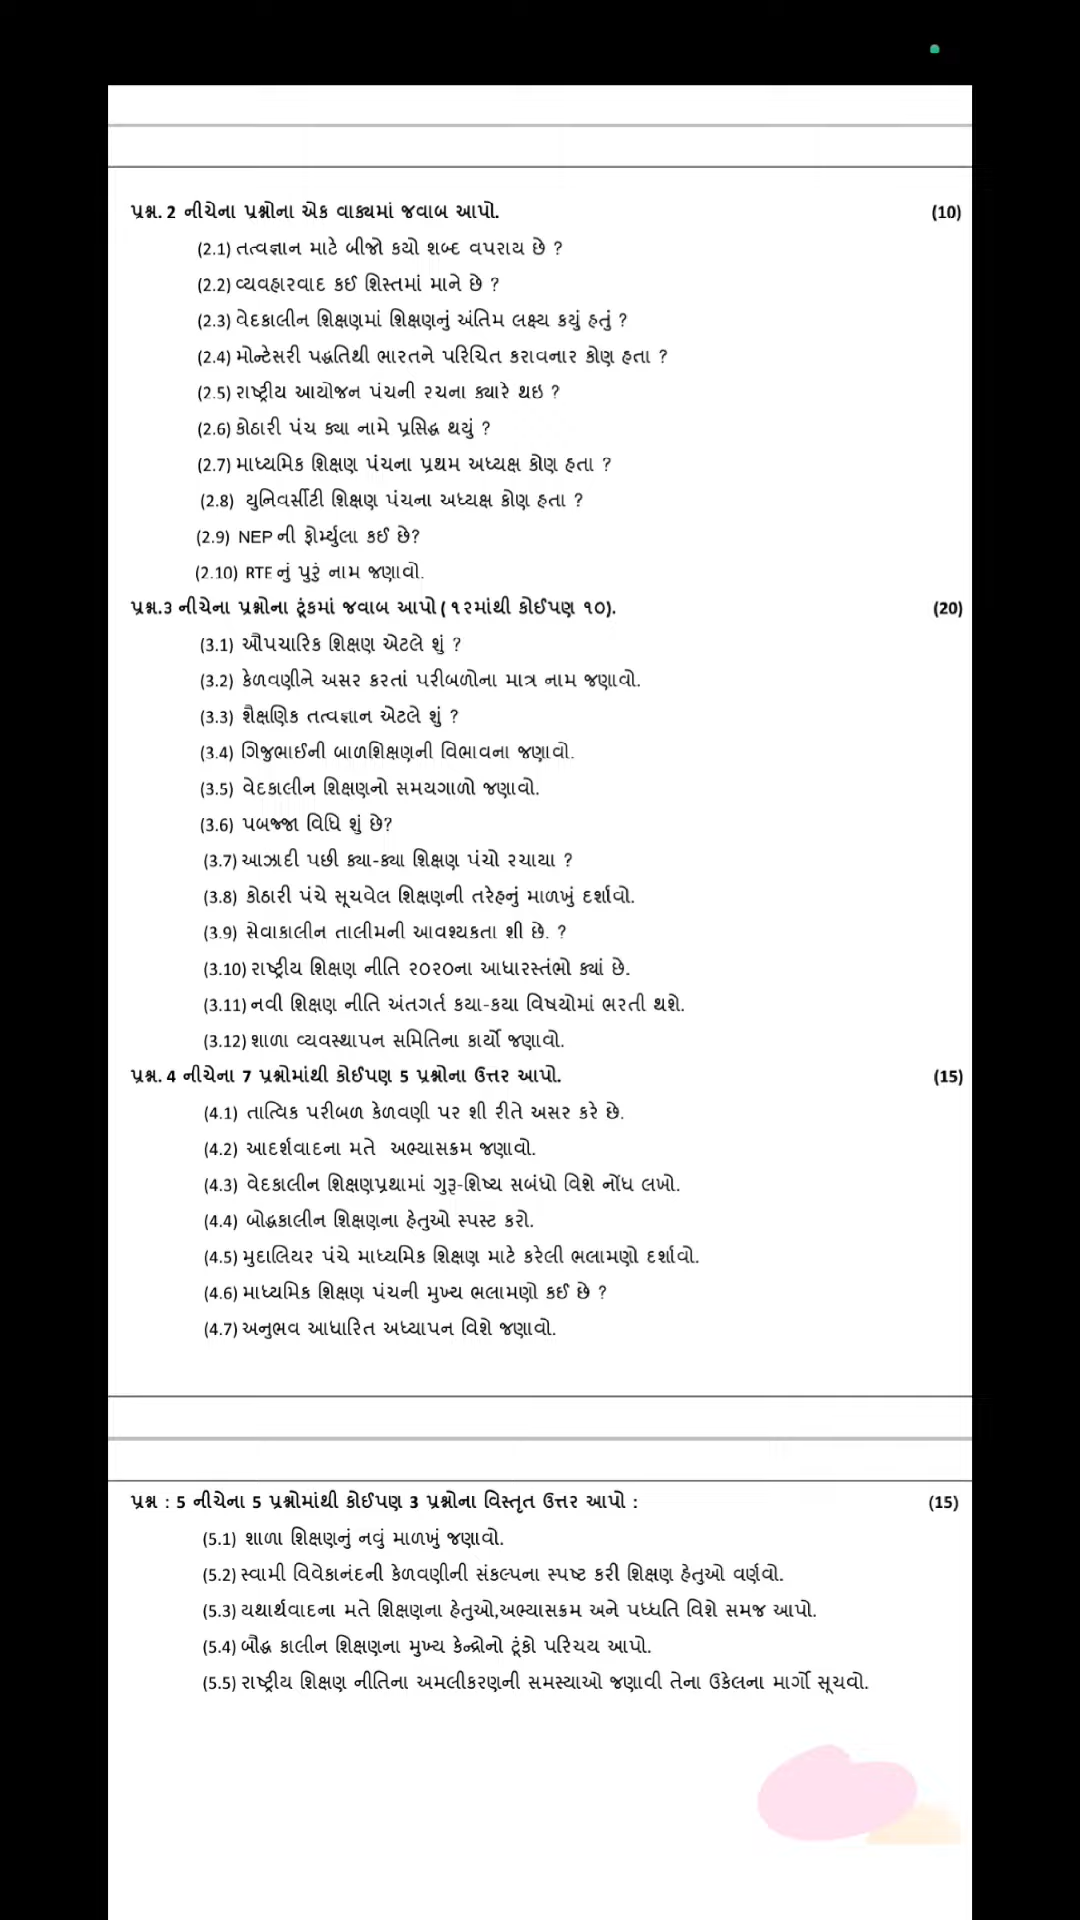 પ્રશ્ન. 2 નીચેના પ્રશ્નોના એક વાક્યમાં જવાબ આપો. (10)
(2.1) તત્વજ્ઞાન માટે બીજો કયો શબ્દ વપરાય છે ?
(2.2) વ્યવહારવાદ કઈ શિસ્તમાં માને છે ?
(2.3) વેદકાલીન શિક્ષણમાં શિક્ષણનું અંતિમ લક્ષ્ય કયું હતું ?
(2.4) મોન્ટેસરી પદ્ધતિથી ભારતને પરિચિત કરાવનાર કોણ હતા ?
(2.5) રાષ્ટ્રીય આયોજન પંચની રચના ક્યારે થઇ ?
(2.6) કોઠારી પંચ ક્યા નામે પ્રસિદ્ધ થયું ?
(2.7) માધ્યમિક શિક્ષણ પંચના પ્રથમ અધ્યક્ષ કોણ હતા ?
(2.8) યુનિવર્સીટી શિક્ષણ પંચના અધ્યક્ષ કોણ હતા ?
(2.9) NEP ની ફોર્મ્યુલા કઈ છે?
(2.10) RTE નું પુરું નામ જણાવો.
પ્રશ્ન.3 નીચેના પ્રશ્નોના ટૂંકમાં જવાબ આપો ( ૧૨માંથી કોઈપણ ૧૦). (20)
(3.1) ઔપચારિક શિક્ષણ એટલે શું ?
(3.2) કેળવણીને અસર કરતાં પરીબળોના માત્ર નામ જણાવો.
(3.3) શૈક્ષણિક તત્વજ્ઞાન એટલે શું ?
(3.4) ગિજુભાઈની બાળશિક્ષણની વિભાવના જણાવો.
(3.5) વેદકાલીન શિક્ષણનો સમયગાળો જણાવો.
(3.6) પબજ્જા વિધિ શું છે?
(3.7) આઝાદી પછી ક્યા-ક્યા શિક્ષણ પંચો રચાયા ?
(3.8) કોઠારી પંચે સૂચવેલ શિક્ષણની તરેહનું માળખું દર્શાવો.
(3.9) સેવાકાલીન તાલીમની આવશ્યકતા શી છે. ?
(3.10) રાષ્ટ્રીય શિક્ષણ નીતિ ૨૦૨૦ના આધારસ્તંભો ક્યાં છે.
(3.11) નવી શિક્ષણ નીતિ અંતગર્ત કયા-કયા વિષયોમાં ભરતી થશે.
(3.12) શાળા વ્યવસ્થાપન સમિતિના કાર્યો જણાવો.
પ્રશ્ન. 4 નીચેના 7 પ્રશ્નોમાંથી કોઈપણ 5 પ્રશ્નોના ઉત્તર આપો. (15)
(4.1) તાત્વિક પરીબળ કેળવણી પર શી રીતે અસર કરે છે.
(4.2) આદર્શવાદના મતે અભ્યાસક્રમ જણાવો.
(4.3) વેદકાલીન શિક્ષણપ્રથામાં ગુરૂ-શિષ્ય સબંધો વિશે નોંધ લખો.
(4.4) બોદ્ધકાલીન શિક્ષણના હેતુઓ સ્પસ્ટ કરો.
(4.5) મુદાલિયર પંચે માધ્યમિક શિક્ષણ માટે કરેલી ભલામણો દર્શાવો.
(4.6) માધ્યમિક શિક્ષણ પંચની મુખ્ય ભલામણો કઈ છે ?
(4.7) અનુભવ આધારિત અધ્યાપન વિશે જણાવો.
પ્રશ્ન : 5 નીચેના 5 પ્રશ્નોમાંથી કોઈપણ 3 પ્રશ્નોના વિસ્તૃત ઉત્તર આપો : (15)
(5.1) શાળા શિક્ષણનું નવું માળખું જણાવો.
(5.2) સ્વામી વિવેકાનંદની કેળવણીની સંકલ્પના સ્પષ્ટ કરી શિક્ષણ હેતુઓ વર્ણવો.
(5.3) યથાર્થવાદના મતે શિક્ષણના હેતુઓ,અભ્યાસક્રમ અને પધ્ધતિ વિશે સમજ આપો.
(5.4) બૌદ્ધ કાલીન શિક્ષણના મુખ્ય કેન્દ્રોનો ટૂંકો પરિચય આપો.
(5.5) રાષ્ટ્રીય શિક્ષણ નીતિના અમલીકરણની સમસ્યાઓ જણાવી તેના ઉકેલના માર્ગો સૂચવો.